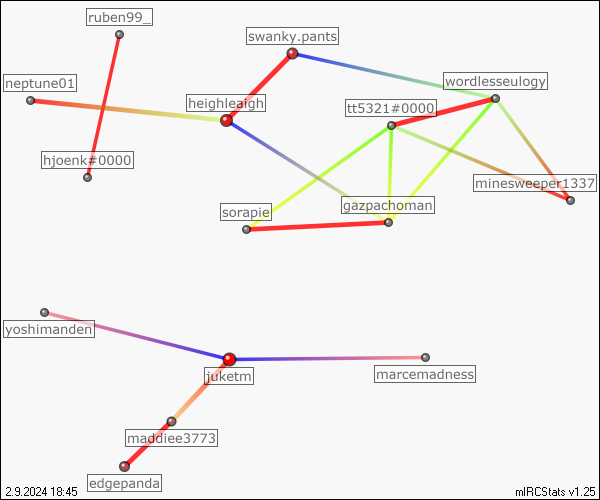 ruben99_
swanky.pants
neptune01
wordlesseulogy
heighleaigh
tt5321#0000
hjoenk#0000
minesweeper1337
sorapie
gazpachoman
yoshimanden
juketm
marcemadness
maddiee3773
edgepanda
2.9.2024 18:45
mIRCStats v1.25